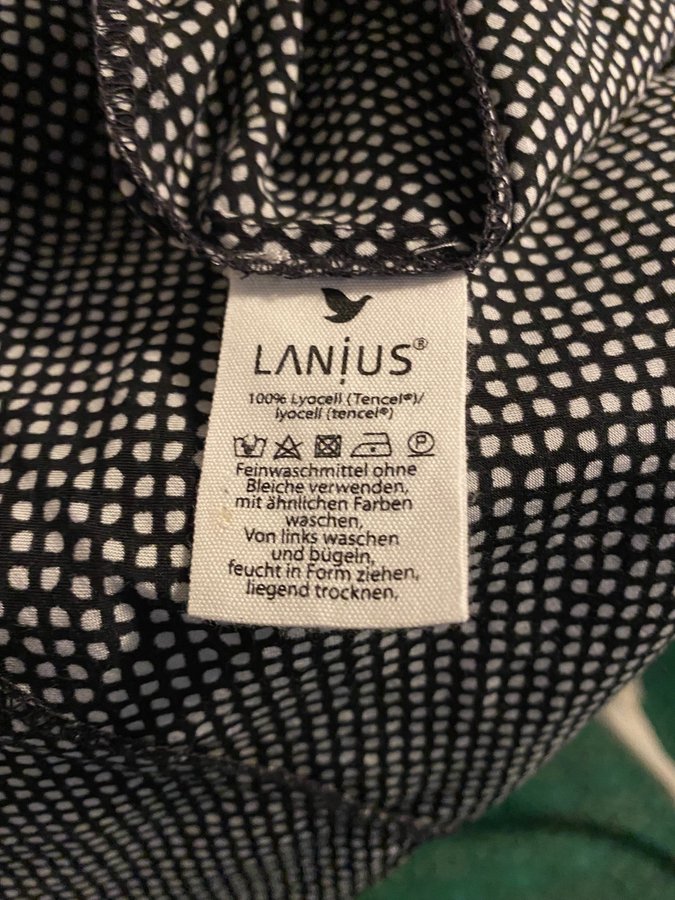 LANiUS®
100% Lyocell (Tencel®)/
lyocell (tencel®)
P
Feinwaschmittel ohne
Bleiche verwenden,
mit ähnlichen Farben
waschen,
Von links waschen
und bügeln,
feucht in Form ziehen,
liegend trocknen,